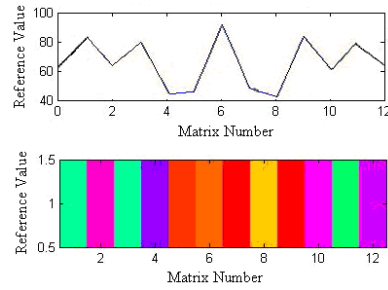 100
80
60
40
Reference Value
0 2 4 6 8 10 12
Matrix Number
1.5
1
0.5
Reference Value
2 4 6 8 10 12
Matrix Number